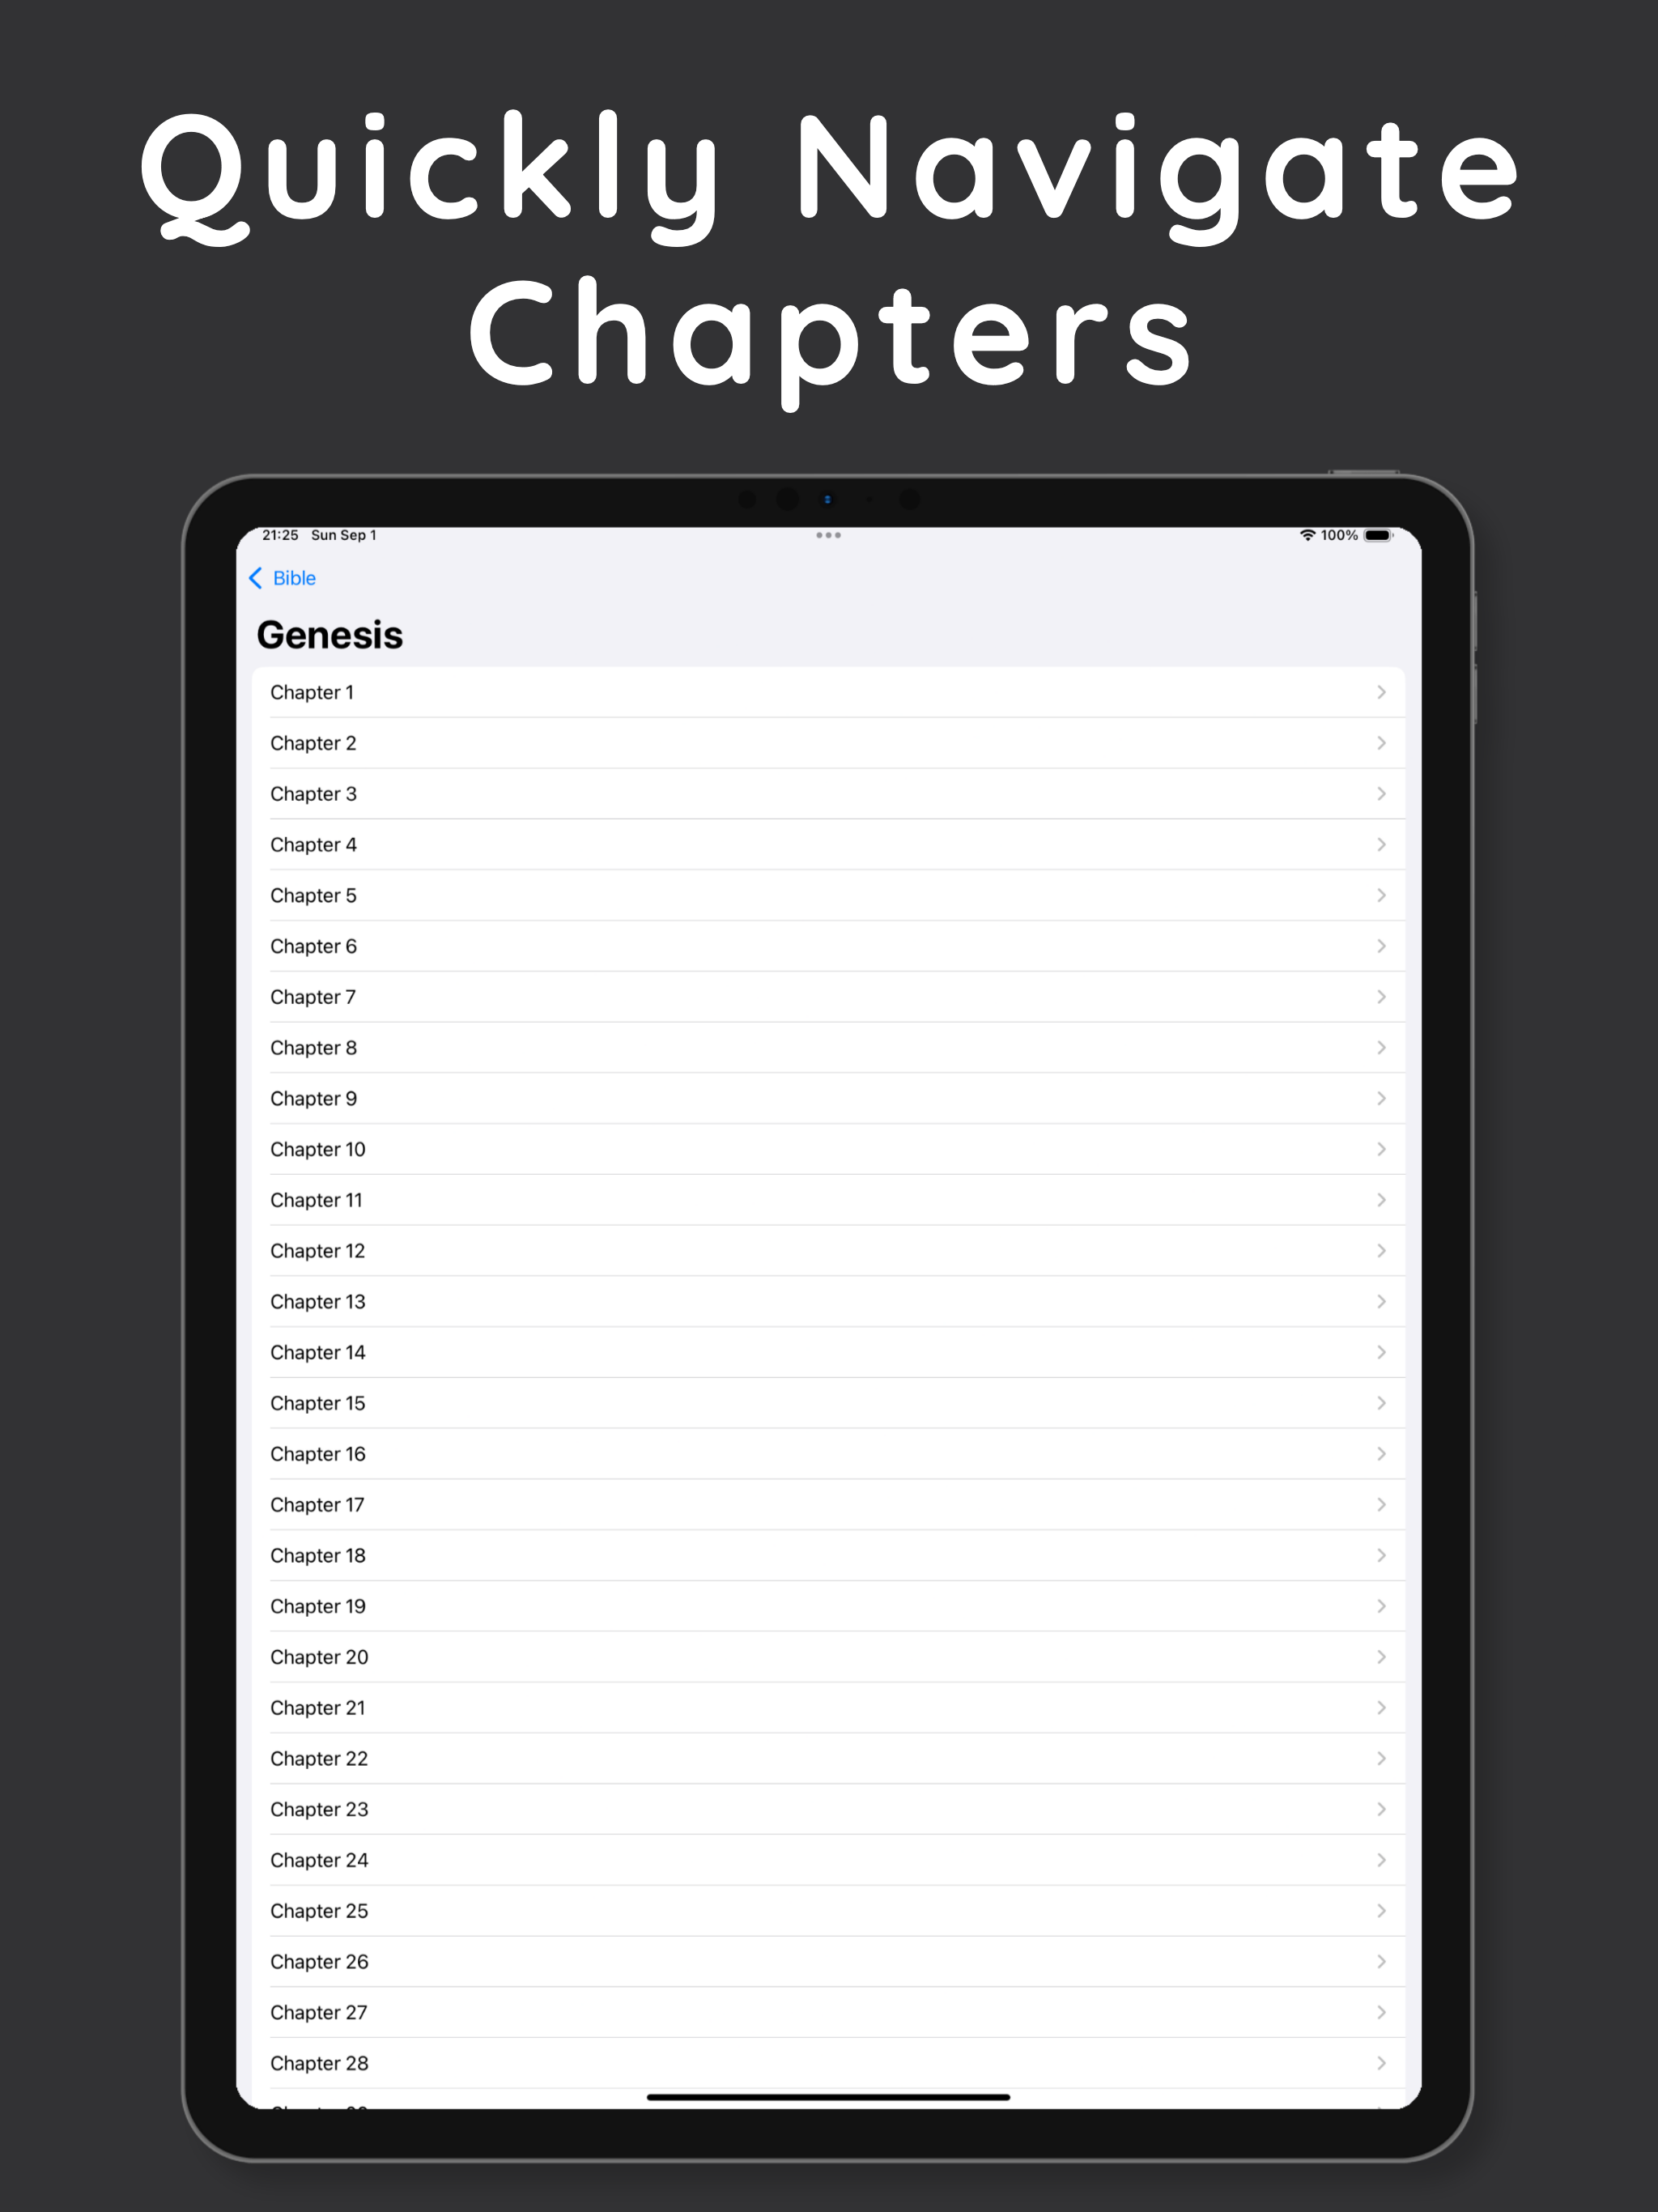 Quickly Navigate
Chapters
21:25 Sun Sep 1
100%
Bible
Genesis
Chapter 1
Chapter 2
Chapter 3
Chapter 4
Chapter 5
Chapter 6
Chapter 7
Chapter 8
Chapter 9
Chapter 10
Chapter 11
Chapter 12
Chapter 13
Chapter 14
Chapter 15
Chapter 16
Chapter 17
Chapter 18
Chapter 19
Chapter 20
Chapter 21
Chapter 22
Chapter 23
Chapter 24
Chapter 25
Chapter 26
Chapter 27
Chapter 28